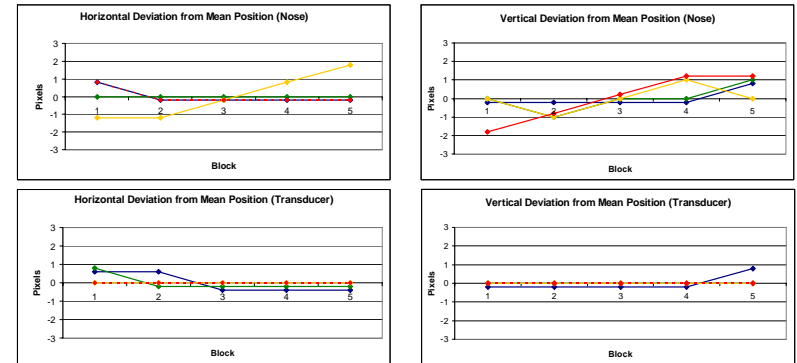 Horizontal Deviation from Mean Position (Nose)
3
2
1
0
-1
-2
-3
Pixels
1 2 3 4 5
Block
Vertical Deviation from Mean Position (Nose)
3
2
1
0
-1
-2
-3
Pixels
1 2 3 4 5
Block
Horizontal Deviation from Mean Position (Transducer)
3
2
1
0
-1
-2
-3
Pixels
1 2 3 4 5
Block
Vertical Deviation from Mean Position (Transducer)
3
2
1
0
-1
-2
-3
Pixels
1 2 3 4 5
Block